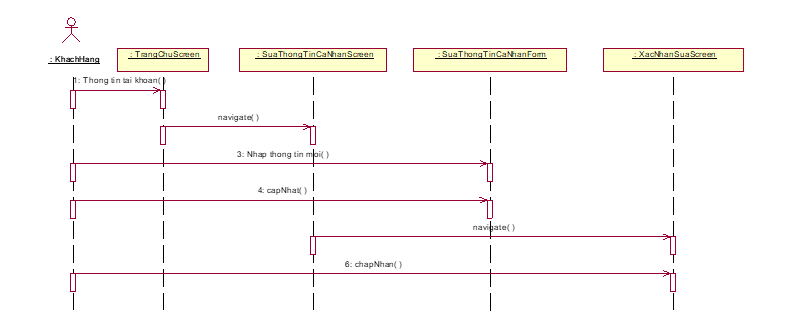 : KhachHang
: TrangChuScreen
: SuaThongTinCaNhanScreen
: SuaThongTinCaNhanForm
: XacNhanSuaScreen
1: Thong tin tai khoan( )
navigate( )
3: Nhap thong tin moi( )
4: capNhat( )
navigate( )
6: chapNhan( )